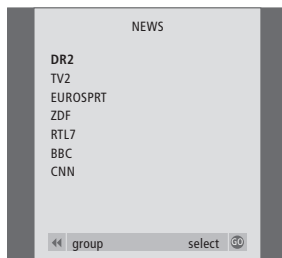 NEWS
DR2
TV2
EUROSPRT
ZDF
RTL7
BBC
CNN
group select GO